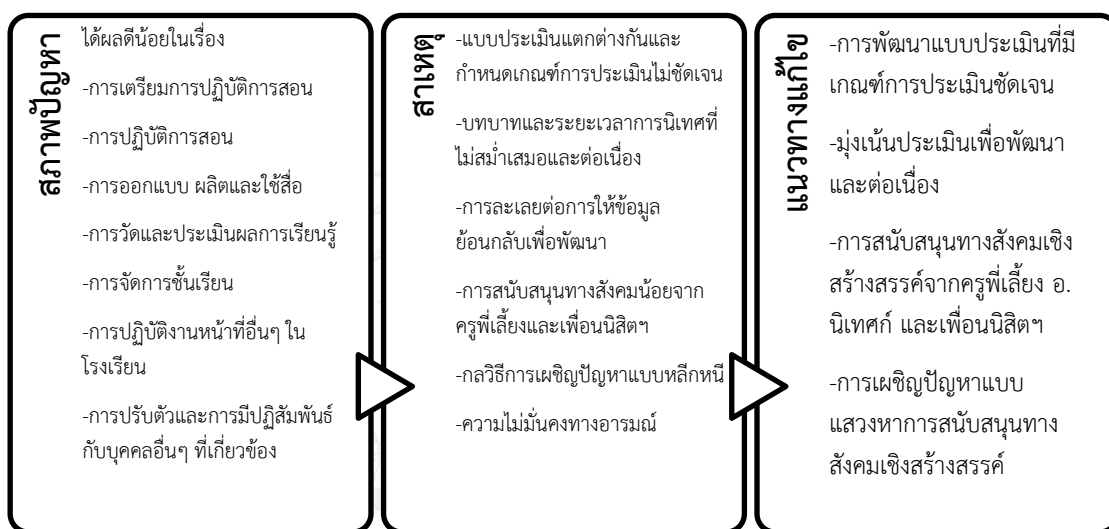 สภาพปัญหา
ได้ผลดีน้อยในเรื่อง
-การเตรียมการปฏิบัติการสอน
-การปฏิบัติการสอน
-การออกแบบ ผลิตและใช้สื่อ
-การวัดและประเมินผลการเรียนรู้
-การจัดการชั้นเรียน
-การปฏิบัติงานหน้าที่อื่นๆ ใน
โรงเรียน
-การปรับตัวและการมีปฏิสัมพันธ์
กับบุคคลอื่นๆ ที่เกี่ยวข้อง
สาเหตุ
-แบบประเมินแตกต่างกันและ
กำหนดเกณฑ์การประเมินไม่ชัดเจน
-บทบาทและระยะเวลาการนิเทศที่
ไม่สม่ำเสมอและต่อเนื่อง
-การละเลยต่อการให้ข้อมูล
ย้อนกลับเพื่อพัฒนา
-การสนับสนุนทางสังคมน้อยจาก
ครูพี่เลี้ยงและเพื่อนนิสิตฯ
-กลวิธีการเผชิญปัญหาแบบหลีกหนี
-ความไม่มั่นคงทางอารมณ์
แนวทางแก้ไข
-การพัฒนาแบบประเมินที่มี
เกณฑ์การประเมินชัดเจน
-มุ่งเน้นประเมินเพื่อพัฒนา
และต่อเนื่อง
-การสนับสนุนทางสังคมเชิง
สร้างสรรค์จากครูพี่เลี้ยง อ.
นิเทศก์ และเพื่อนนิสิตฯ
-การเผชิญปัญหาแบบ
แสวงหาการสนับสนุนทาง
สังคมเชิงสร้างสรรค์